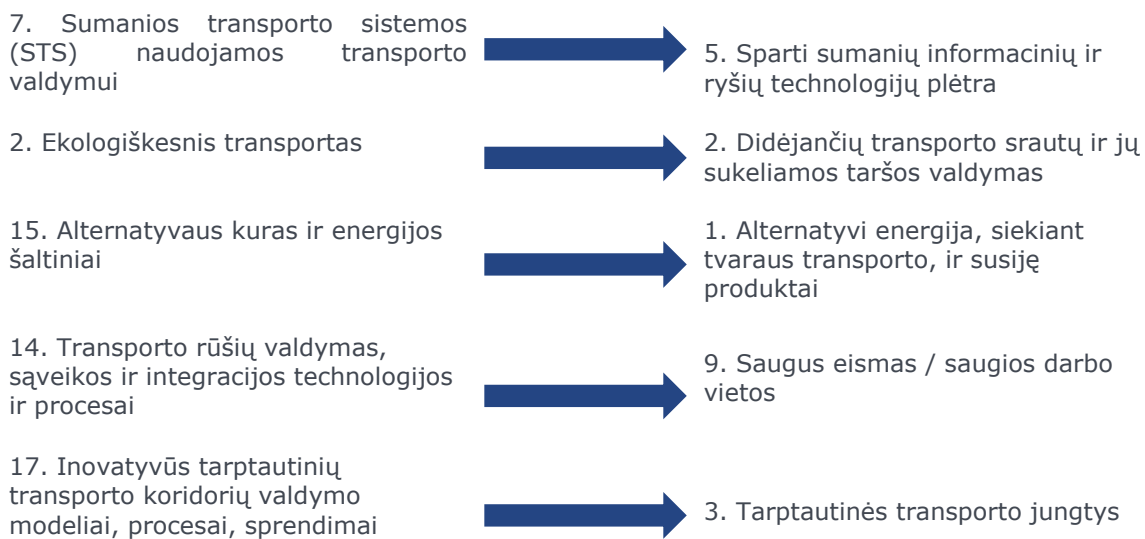 7. Sumanios transporto sistemos
(STS) naudojamos transporto
valdymui
5. Sparti sumanių informacinių ir
ryšių technologijų plėtra
2. Ekologiškesnis transportas
2. Didėjančių transporto srautų ir jų
sukeliamos taršos valdymas
15. Alternatyvaus kuras ir energijos
šaltiniai
1. Alternatyvi energija, siekiant
tvaraus transporto, ir susiję
produktai
14. Transporto rūšių valdymas,
sąveikos ir integracijos technologijos
ir procesai
9. Saugus eismas / saugios darbo
vietos
17. Inovatyvūs tarptautinių
transporto koridorių valdymo
modeliai, procesai, sprendimai
3. Tarptautinės transporto jungtys